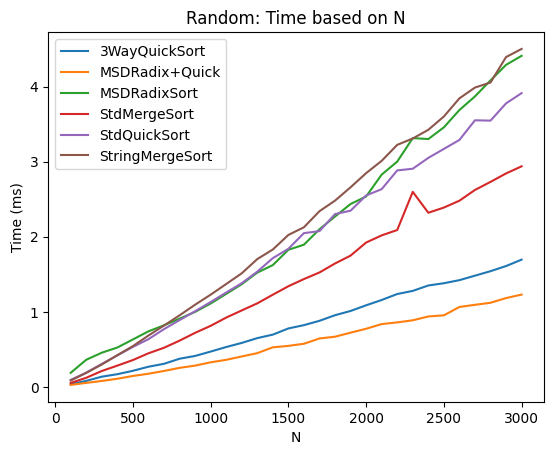 Random: Time based on N
3WayQuickSort
MSDRadix+Quick
MSDRadixSort
StdMergeSort
StdQuickSort
StringMergeSort
Time (ms)
4
3
2
1
0
0 500 1000 1500 2000 2500 3000
N